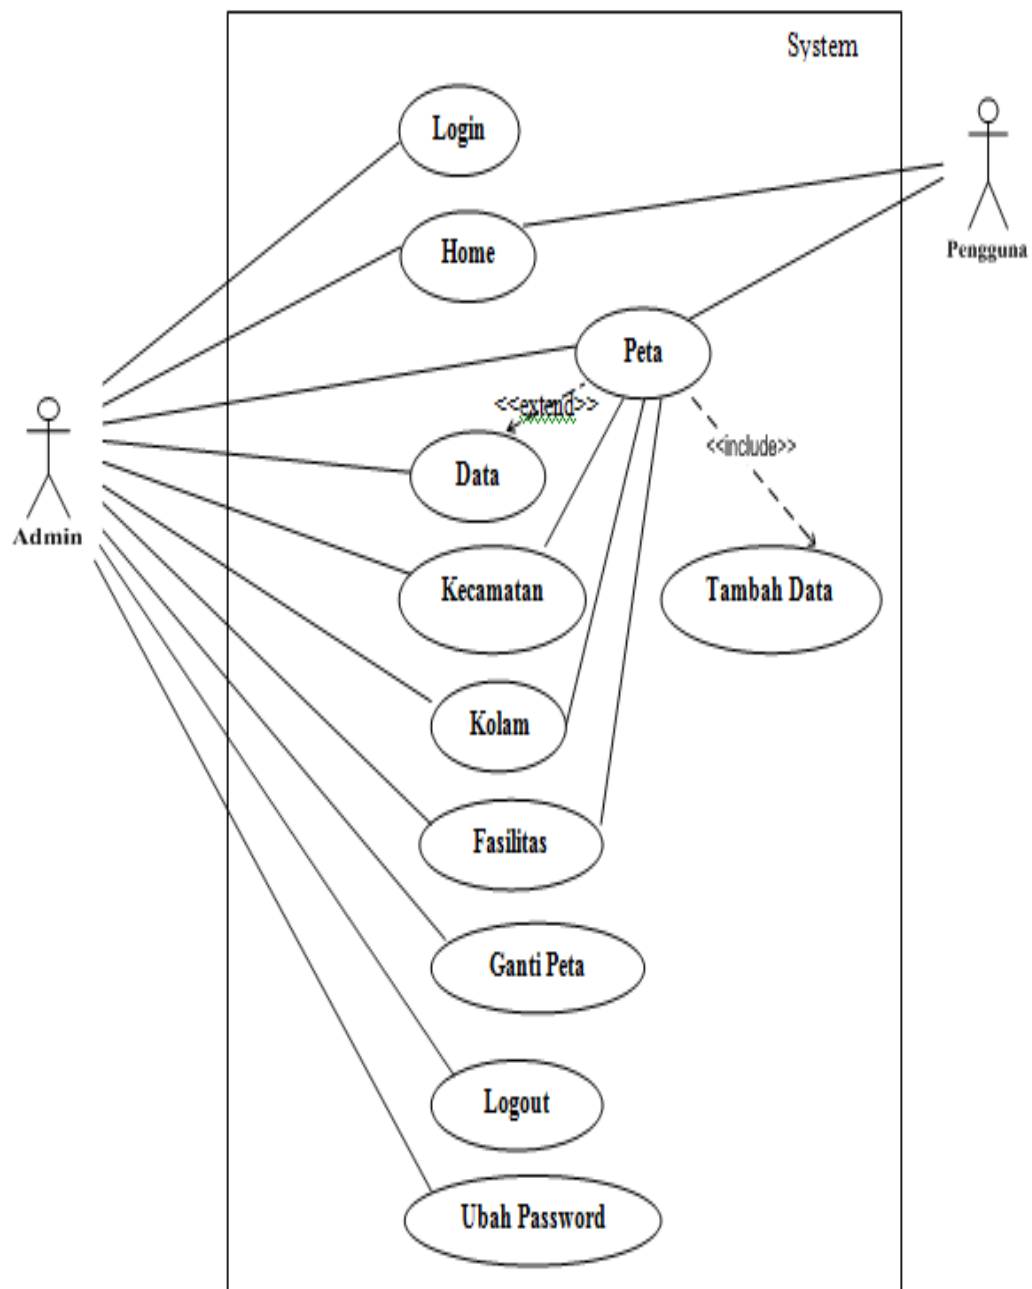 System
Login
Home
Pengguna
Peta
<<extend>>
<<include>>
Data
Admin
Kecamatan
Tambah Data
Kolam
Fasilitas
Ganti Peta
Logout
Ubah Password